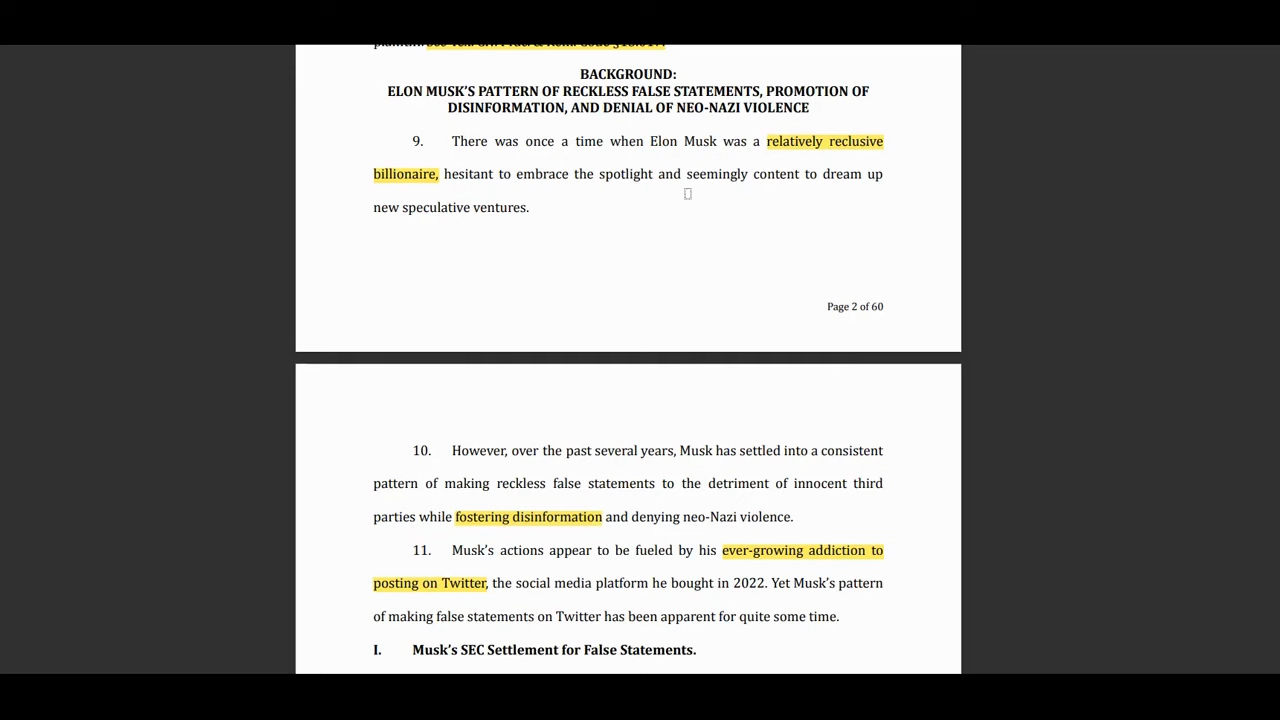 BACKGROUND:
ELON MUSK'S PATTERN OF RECKLESS FALSE STATEMENTS, PROMOTION OF
DISINFORMATION, AND DENIAL OF NEO-NAZI VIOLENCE
9. There was once a time when Elon Musk was a relatively reclusive
billionaire, hesitant to embrace the spotlight and seemingly content to dream up
new speculative ventures.
Page 2 of 60
10. However, over the past several years, Musk has settled into a consistent
pattern of making reckless false statements to the detriment of innocent third
parties while fostering disinformation and denying neo-Nazi violence.
11. Musk's actions appear to be fueled by his ever-growing addiction to
posting on Twitter, the social media platform he bought in 2022. Yet Musk's pattern
of making false statements on Twitter has been apparent for quite some time.
I. Musk's SEC Settlement for False Statements.